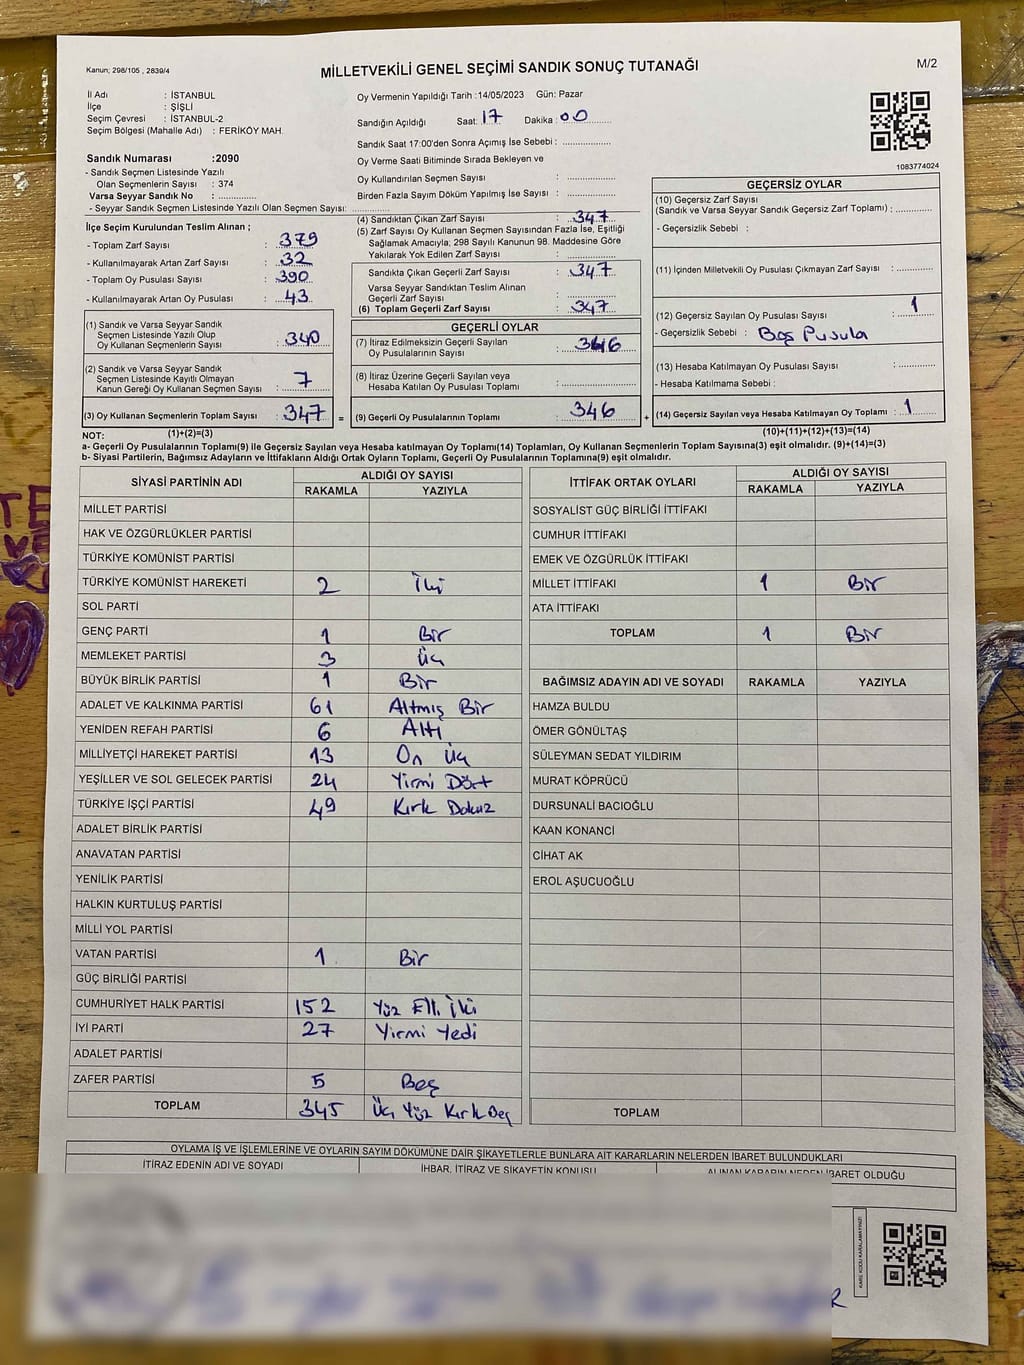 Kanun; 298/105 , 2839/4
MİLLETVEKİLİ GENEL SEÇİMİ SANDIK SONUÇ TUTANAĞI
M/2
İl Adı : İSTANBUL
İlçe : ŞİŞLİ
Seçim Çevresi : İSTANBUL-2
Seçim Bölgesi (Mahalle Adı) : FERİKÖY MAH.
Sandık Numarası :2090
- Sandık Seçmen Listesinde Yazılı
Olan Seçmenlerin Sayısı : 374
Varsa Seyyar Sandık No : ..............
- Seyyar Sandık Seçmen Listesinde Yazılı Olan Seçmen Sayısı: ..............
Oy Vermenin Yapıldığı Tarih :14/05/2023 Gün: Pazar
Sandığın Açıldığı Saat: 17 Dakika : 00
Sandık Saat 17:00'den Sonra Açımış İse Sebebi : ..............
Oy Verme Saati Bitiminde Sırada Bekleyen ve
Oy Kullandırılan Seçmen Sayısı : ..............
Birden Fazla Sayım Döküm Yapılmış İse Sayısı : ..............
1083774024
İlçe Seçim Kurulundan Teslim Alınan ;
- Toplam Zarf Sayısı : 379
- Kullanılmayarak Artan Zarf Sayısı : 32
- Toplam Oy Pusulası Sayısı : 390
- Kullanılmayarak Artan Oy Pusulası : 43
(1) Sandık ve Varsa Seyyar Sandık
Seçmen Listesinde Yazılı Olup
Oy Kullanan Seçmenlerin Sayısı : 340
(2) Sandık ve Varsa Seyyar Sandık
Seçmen Listesinde Kayıtlı Olmayan
Kanun Gereği Oy Kullanan Seçmen Sayısı : 7
(3) Oy Kullanan Seçmenlerin Toplam Sayısı : 347 =
(4) Sandıktan Çıkan Zarf Sayısı : 347
(5) Zarf Sayısı Oy Kullanan Seçmen Sayısından Fazla İse, Eşitliği
Sağlamak Amacıyla; 298 Sayılı Kanunun 98. Maddesine Göre
Yakılarak Yok Edilen Zarf Sayısı : ..............
Sandıkta Çıkan Geçerli Zarf Sayısı : 347
Varsa Seyyar Sandıktan Teslim Alınan
Geçerli Zarf Sayısı : ..............
(6) Toplam Geçerli Zarf Sayısı : 347
GEÇERLİ OYLAR
(7) İtiraz Edilmeksizin Geçerli Sayılan
Oy Pusulalarının Sayısı : 346
(8) İtiraz Üzerine Geçerli Sayılan veya
Hesaba Katılan Oy Pusulası Toplamı : ..............
(9) Geçerli Oy Pusulalarının Toplamı : 346 +
GEÇERSİZ OYLAR
(10) Geçersiz Zarf Sayısı
(Sandık ve Varsa Seyyar Sandık Geçersiz Zarf Toplamı) : ..............
- Geçersizlik Sebebi :
(11) İçinden Milletvekili Oy Pusulası Çıkmayan Zarf Sayısı : ..............
(12) Geçersiz Sayılan Oy Pusulası Sayısı : 1
- Geçersizlik Sebebi : Boş Pusula
(13) Hesaba Katılmayan Oy Pusulası Sayısı : ..............
- Hesaba Katılmama Sebebi :
(14) Geçersiz Sayılan veya Hesaba Katılmayan Oy Toplamı : 1
NOT: (1)+(2)=(3) (10)+(11)+(12)+(13)=(14)
a- Geçerli Oy Pusulalarının Toplamı(9) ile Geçersiz Sayılan veya Hesaba katılmayan Oy Toplamı(14) Toplamları, Oy Kullanan Seçmenlerin Toplam Sayısına(3) eşit olmalıdır. (9)+(14)=(3)
b- Siyasi Partilerin, Bağımsız Adayların ve İttifakların Aldığı Ortak Oyların Toplamı, Geçerli Oy Pusulalarının Toplamına(9) eşit olmalıdır.
SİYASİ PARTİNİN ADI ALDIĞI OY SAYISI
RAKAMLA YAZIYLA
MİLLET PARTİSİ
HAK VE ÖZGÜRLÜKLER PARTİSİ
TÜRKİYE KOMÜNİST PARTİSİ
TÜRKİYE KOMÜNİST HAREKETİ 2 İki
SOL PARTİ
GENÇ PARTİ 1 Bir
MEMLEKET PARTİSİ 3 Üç
BÜYÜK BİRLİK PARTİSİ 1 Bir
ADALET VE KALKINMA PARTİSİ 61 Altmış Bir
YENİDEN REFAH PARTİSİ 6 Altı
MİLLİYETÇİ HAREKET PARTİSİ 13 On Üç
YEŞİLLER VE SOL GELECEK PARTİSİ 24 Yirmi Dört
TÜRKİYE İŞÇİ PARTİSİ 49 Kırk Dokuz
ADALET BİRLİK PARTİSİ
ANAVATAN PARTİSİ
YENİLİK PARTİSİ
HALKIN KURTULUŞ PARTİSİ
MİLLİ YOL PARTİSİ
VATAN PARTİSİ 1 Bir
GÜÇ BİRLİĞİ PARTİSİ
CUMHURİYET HALK PARTİSİ 152 Yüz Elli İki
İYİ PARTİ 27 Yirmi Yedi
ADALET PARTİSİ
ZAFER PARTİSİ 5 Beş
TOPLAM 345 Üç Yüz Kırk Beş
İTTİFAK ORTAK OYLARI ALDIĞI OY SAYISI
RAKAMLA YAZIYLA
SOSYALİST GÜÇ BİRLİĞİ İTTİFAKI
CUMHUR İTTİFAKI
EMEK VE ÖZGÜRLÜK İTTİFAKI
MİLLET İTTİFAKI 1 Bir
ATA İTTİFAKI
TOPLAM 1 Bir
BAĞIMSIZ ADAYIN ADI VE SOYADI RAKAMLA YAZIYLA
HAMZA BULDU
ÖMER GÖNÜLTAŞ
SÜLEYMAN SEDAT YILDIRIM
MURAT KÖPRÜCÜ
DURSUNALİ BACIOĞLU
KAAN KONANCİ
CİHAT AK
EROL AŞUCUOĞLU
TOPLAM
OYLAMA İŞ VE İŞLEMLERİNE VE OYLARIN SAYIM DÖKÜMÜNE DAİR ŞİKAYETLERLE BUNLARA AİT KARARLARIN NELERDEN İBARET BULUNDUKLARI
İTİRAZ EDENİN ADI VE SOYADI İHBAR, İTİRAZ VE ŞİKAYETİN KONUSU ALINAN KARARIN NEDEN İBARET OLDUĞU
KARE KODU KARALAMAYINIZ!